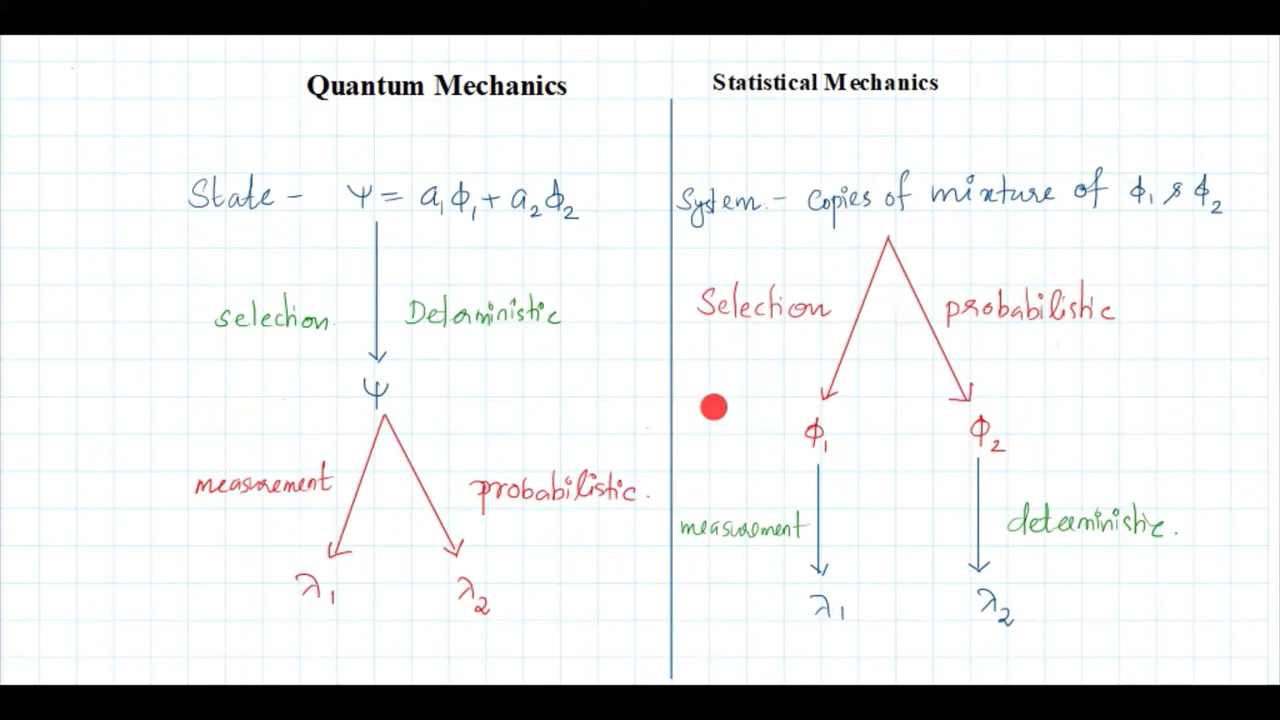 Quantum Mechanics
State - ψ = a₁ϕ₁ + a₂ϕ₂
selection Deterministic
ψ
measurement probabilistic.
λ₁ λ₂
Statistical Mechanics
System - Copies of mixture of ϕ₁ & ϕ₂
Selection probabilistic
ϕ₁ ϕ₂
measurement deterministic.
λ₁ λ₂